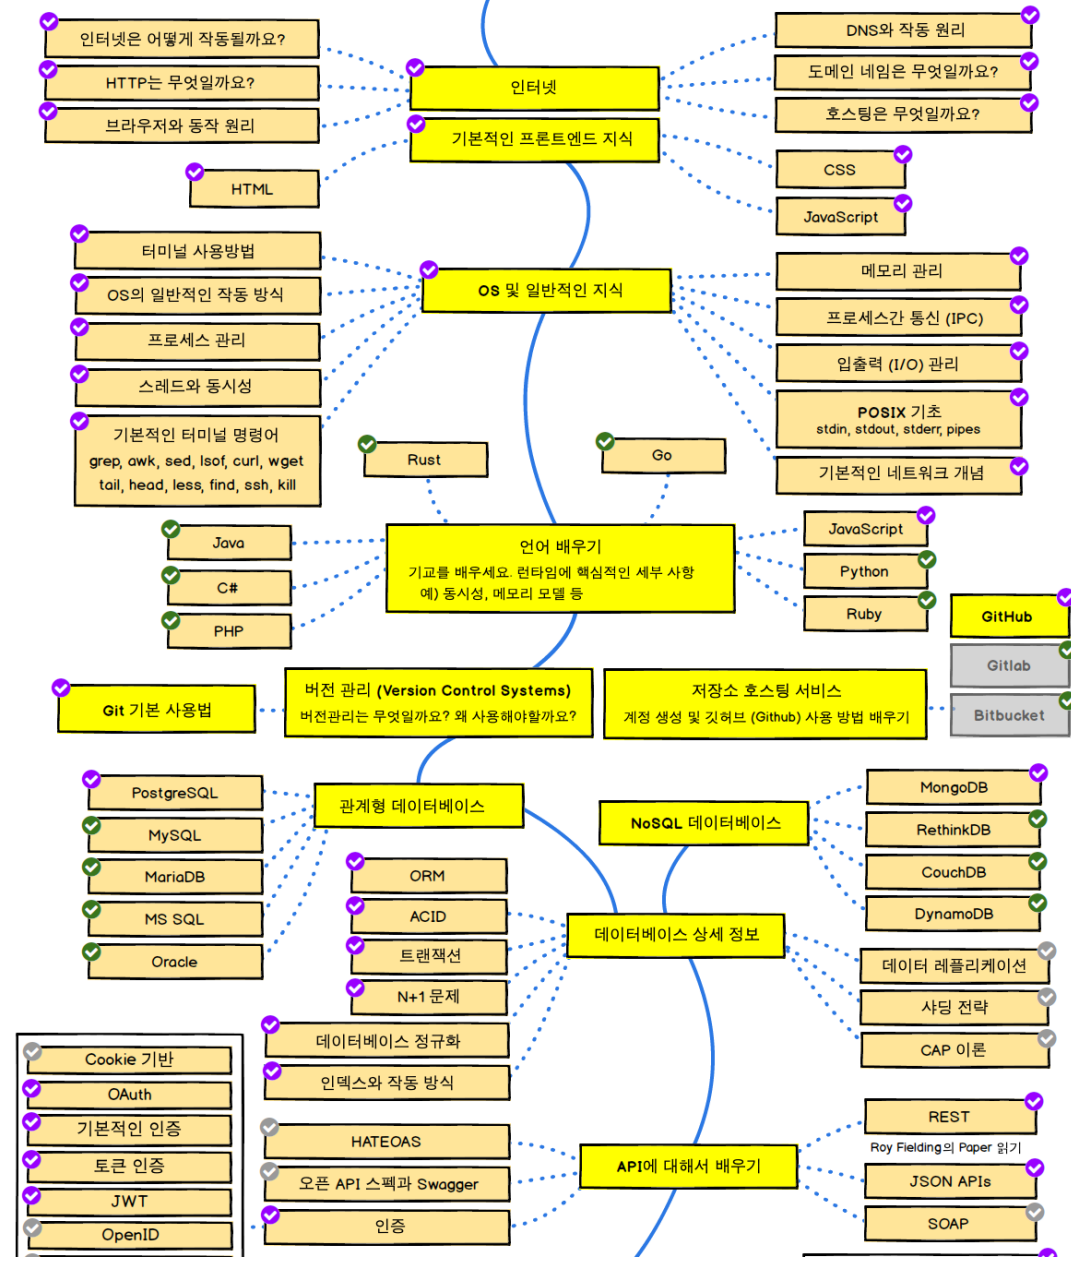 인터넷은 어떻게 작동될까요?
HTTP는 무엇일까요?
브라우저와 동작 원리
인터넷
DNS와 작동 원리
도메인 네임은 무엇일까요?
호스팅은 무엇일까요?
기본적인 프론트엔드 지식
HTML
CSS
JavaScript
터미널 사용방법
OS의 일반적인 작동 방식
프로세스 관리
스레드와 동시성
기본적인 터미널 명령어
grep, awk, sed, lsof, curl, wget
tail, head, less, find, ssh, kill
OS 및 일반적인 지식
메모리 관리
프로세스간 통신 (IPC)
입출력 (I/O) 관리
POSIX 기초
stdin, stdout, stderr, pipes
기본적인 네트워크 개념
Rust
Go
Java
C#
PHP
언어 배우기
기교를 배우세요. 런타임에 핵심적인 세부 사항
예) 동시성, 메모리 모델 등
JavaScript
Python
Ruby
GitHub
Gitlab
Bitbucket
Git 기본 사용법
버전 관리 (Version Control Systems)
버전관리는 무엇일까요? 왜 사용해야할까요?
저장소 호스팅 서비스
계정 생성 및 깃허브 (Github) 사용 방법 배우기
PostgreSQL
MySQL
MariaDB
MS SQL
Oracle
관계형 데이터베이스
NoSQL 데이터베이스
MongoDB
RethinkDB
CouchDB
DynamoDB
ORM
ACID
트랜잭션
N+1 문제
데이터베이스 정규화
인덱스와 작동 방식
데이터베이스 상세 정보
데이터 레플리케이션
샤딩 전략
CAP 이론
Cookie 기반
OAuth
기본적인 인증
토큰 인증
JWT
OpenID
HATEOAS
오픈 API 스펙과 Swagger
인증
API에 대해서 배우기
REST
Roy Fielding의 Paper 읽기
JSON APIs
SOAP